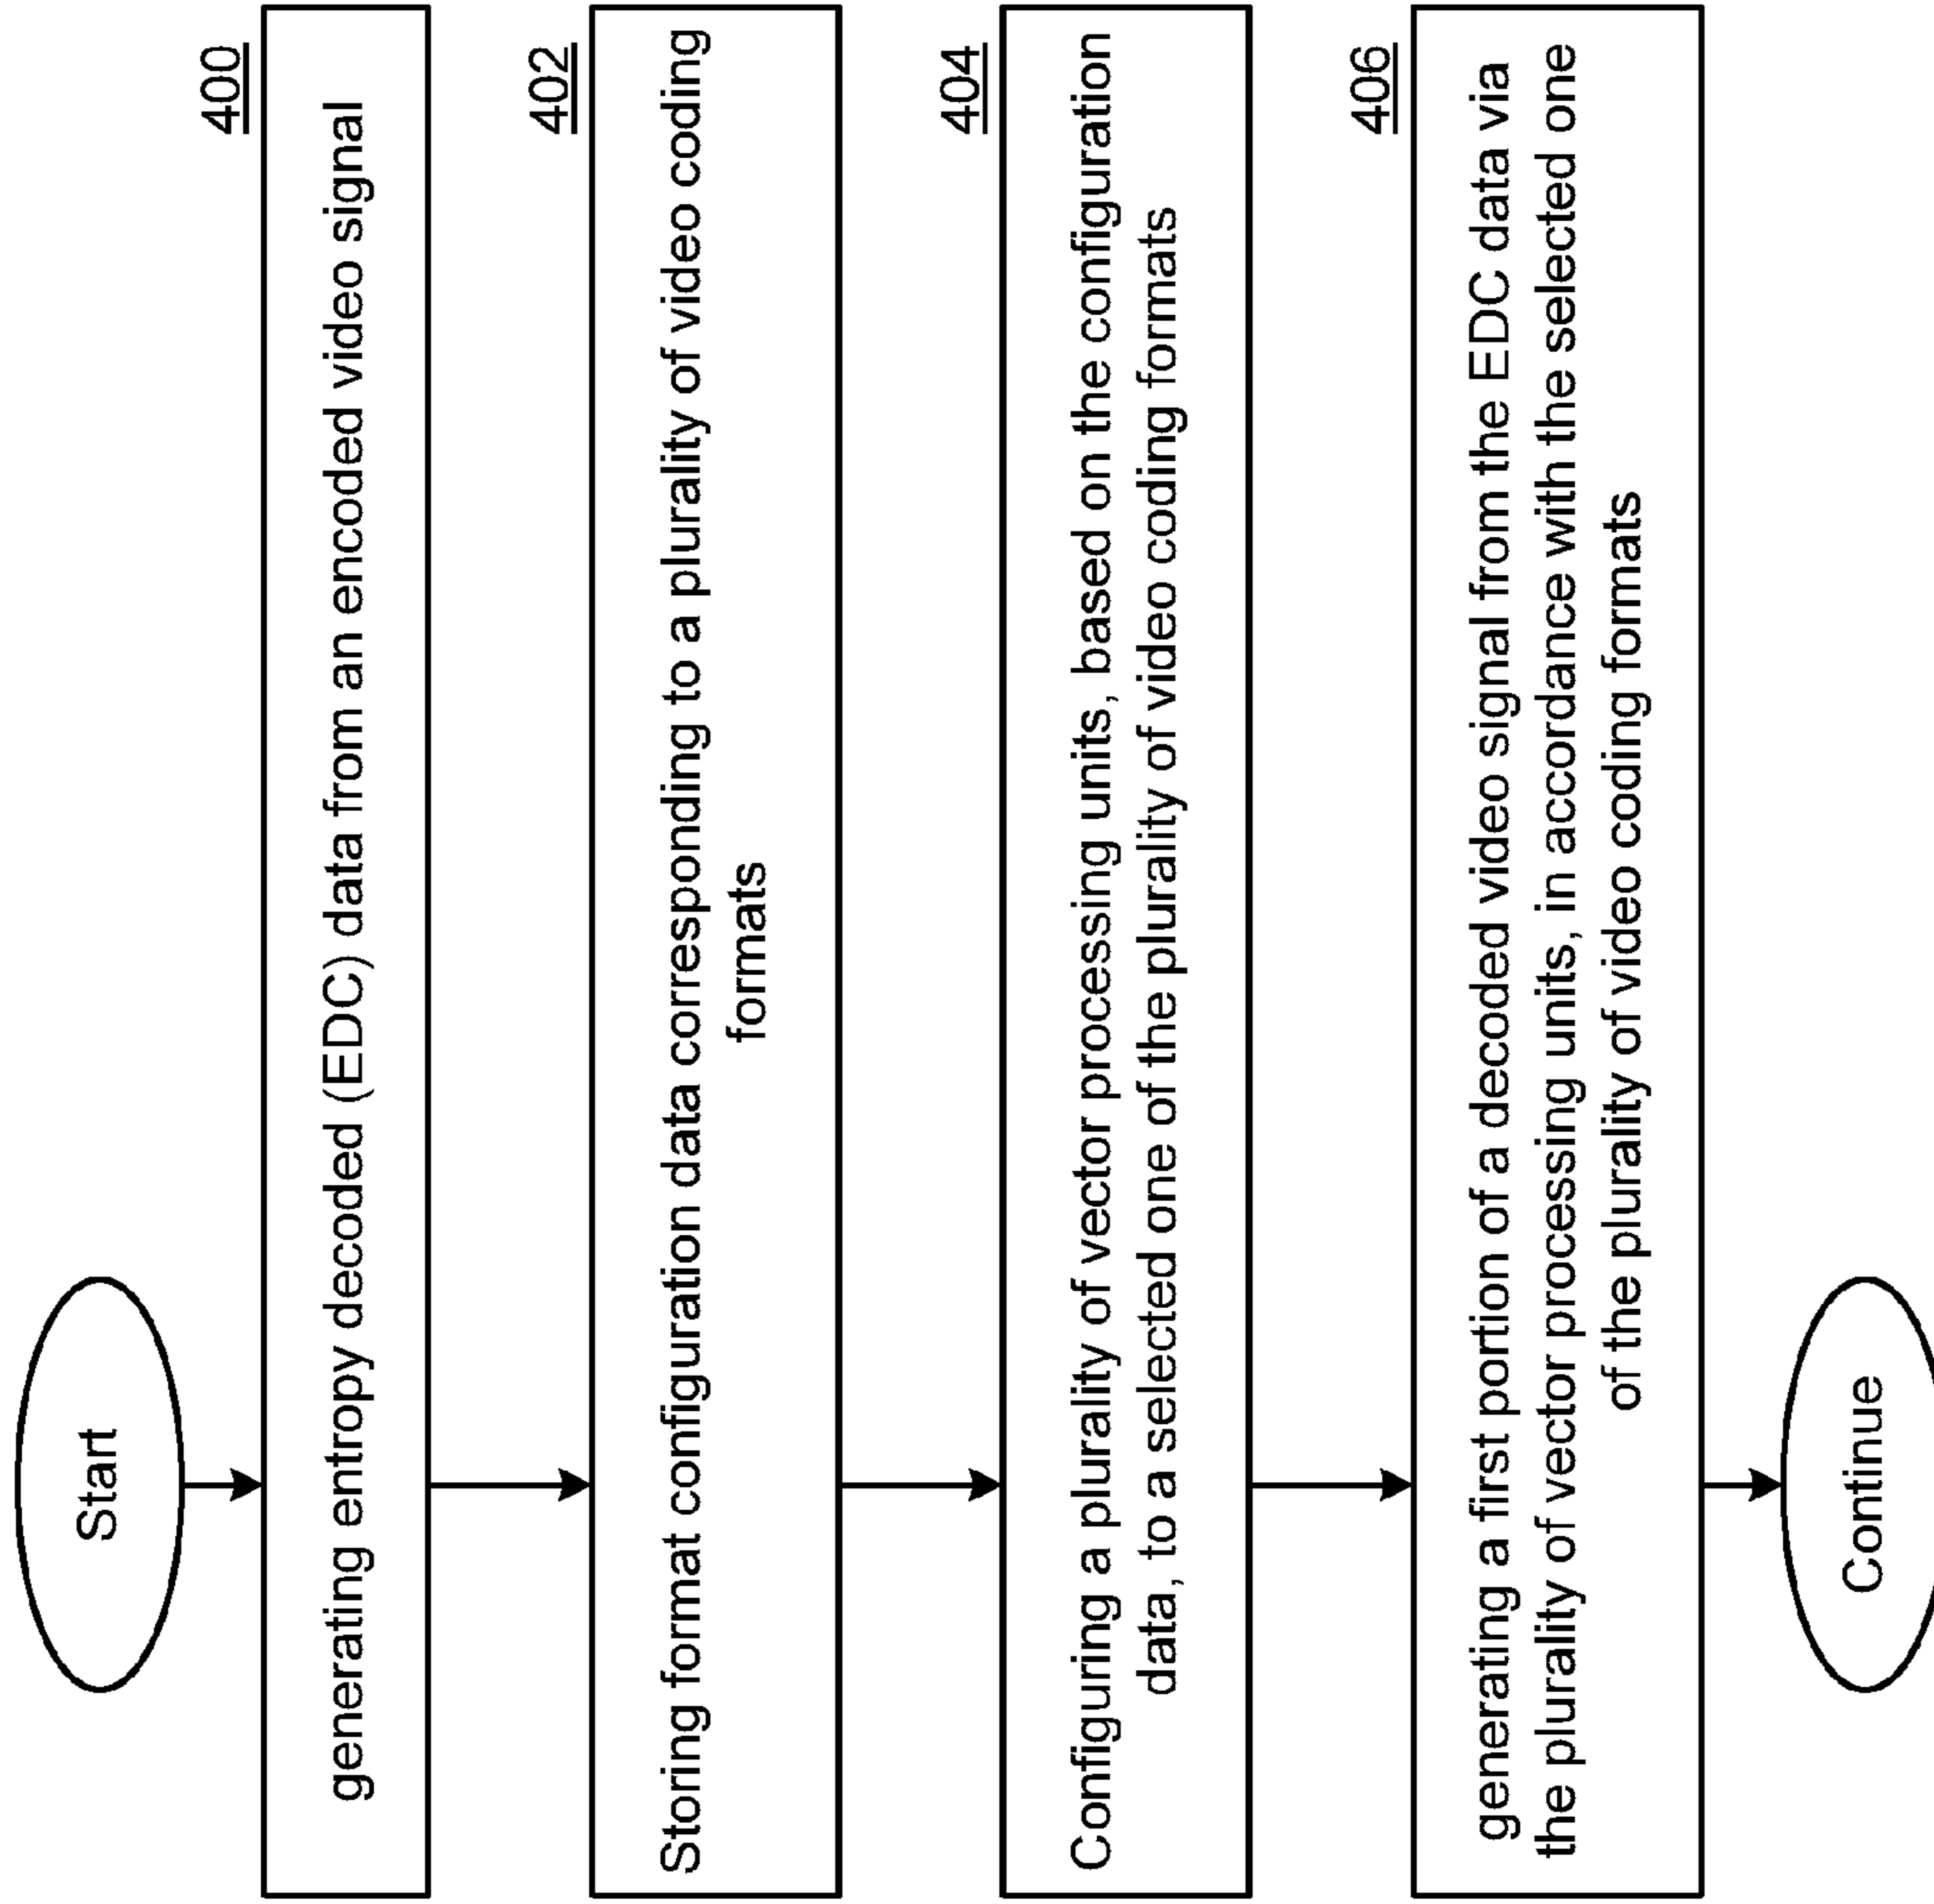 Start
400
generating entropy decoded (EDC) data from an encoded video signal
402
Storing format configuration data corresponding to a plurality of video coding
formats
404
Configuring a plurality of vector processing units, based on the configuration
data, to a selected one of the plurality of video coding formats
406
generating a first portion of a decoded video signal from the EDC data via
the plurality of vector processing units, in accordance with the selected one
of the plurality of video coding formats
Continue